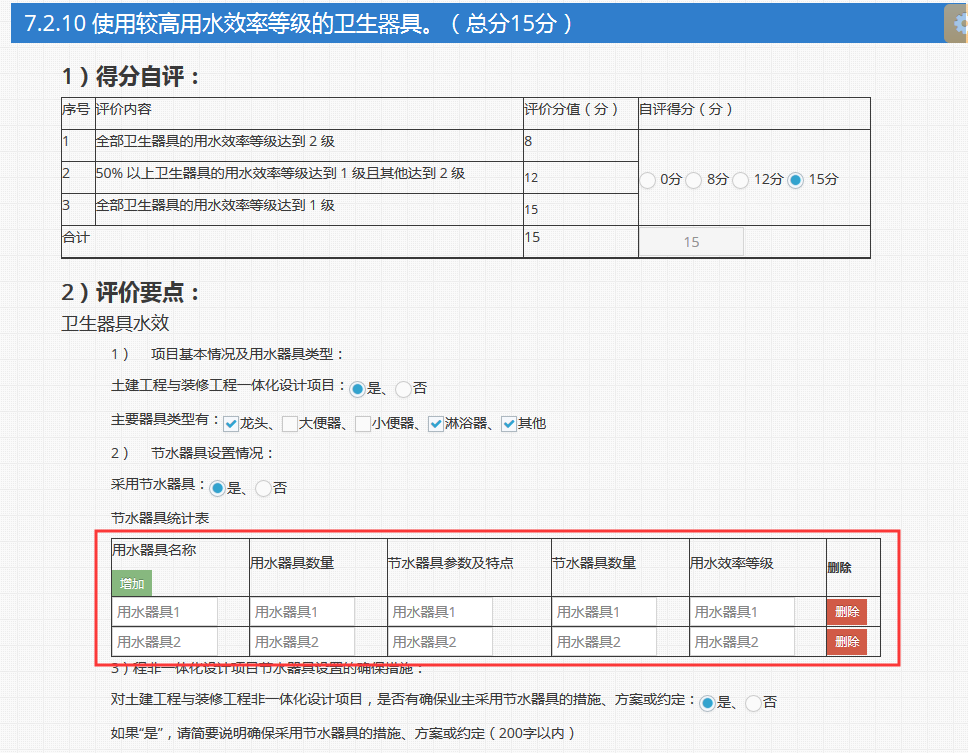 7.2.10 使用较高用水效率等级的卫生器具。（总分15分）
1）得分自评：
序号 评价内容 评价分值（分） 自评得分（分）
1 全部卫生器具的用水效率等级达到 2 级 8
2 50% 以上卫生器具的用水效率等级达到 1 级且其他达到 2 级 12
0分 8分 12分 15分
3 全部卫生器具的用水效率等级达到 1 级 15
合计 15 15
2）评价要点：
卫生器具水效
1） 项目基本情况及用水器具类型：
土建工程与装修工程一体化设计项目：是、否
主要器具类型有：龙头、大便器、小便器、淋浴器、其他
2） 节水器具设置情况：
采用节水器具：是、否
节水器具统计表
用水器具名称 用水器具数量 节水器具参数及特点 节水器具数量 用水效率等级 删除
增加
用水器具1 用水器具1 用水器具1 用水器具1 用水器具1 删除
用水器具2 用水器具2 用水器具2 用水器具2 用水器具2 删除
3）程非一体化设计项目节水器具设置的确保措施：
对土建工程与装修工程非一体化设计项目，是否有确保业主采用节水器具的措施、方案或约定：是、否
如果“是”，请简要说明确保采用节水器具的措施、方案或约定（200字以内）